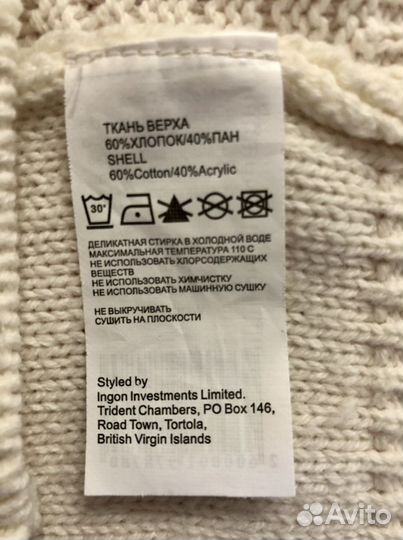 ТКАНЬ ВЕРХА
60%ХЛОПОК/40%ПАН
SHELL
60%Cotton/40%Acrylic
30°
ДЕЛИКАТНАЯ СТИРКА В ХОЛОДНОЙ ВОДЕ
МАКСИМАЛЬНАЯ ТЕМПЕРАТУРА 110 С
НЕ ИСПОЛЬЗОВАТЬ ХЛОРСОДЕРЖАЩИХ
ВЕЩЕСТВ
НЕ ИСПОЛЬЗОВАТЬ ХИМЧИСТКУ
НЕ ИСПОЛЬЗОВАТЬ МАШИННУЮ СУШКУ
НЕ ВЫКРУЧИВАТЬ
СУШИТЬ НА ПЛОСКОСТИ
Styled by
Ingon Investments Limited.
Trident Chambers, PO Box 146,
Road Town, Tortola,
British Virgin Islands
Avito